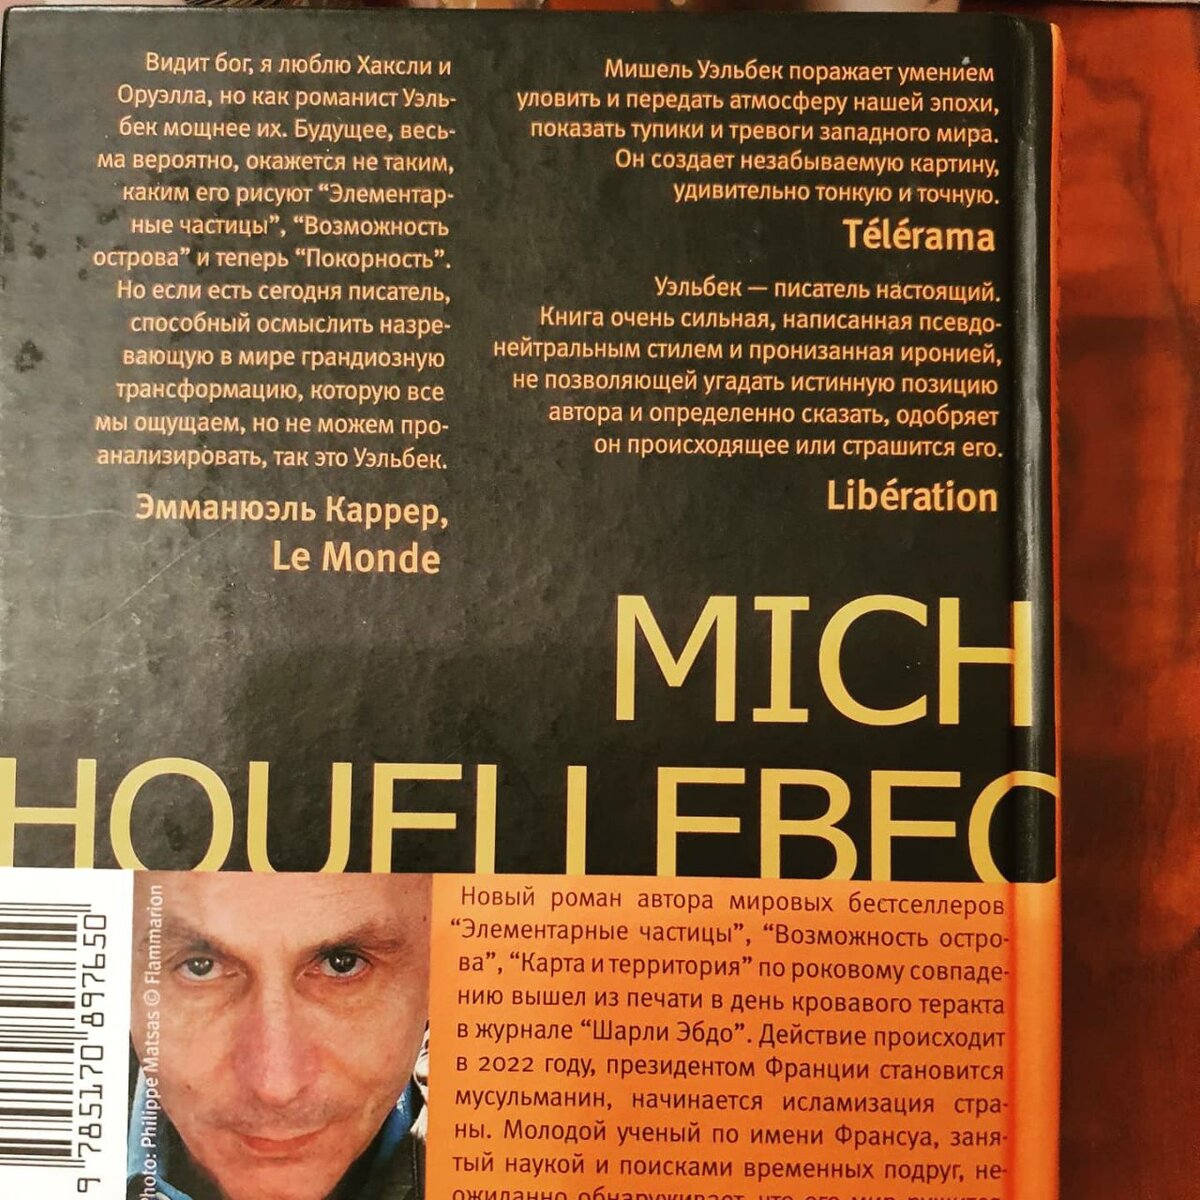 Видит бог, я люблю Хаксли и
Оруэлла, но как романист Уэль-
бек мощнее их. Будущее, весь-
ма вероятно, окажется не таким,
каким его рисуют “Элементар-
ные частицы”, “Возможность
острова” и теперь “Покорность”.
Но если есть сегодня писатель,
способный осмыслить назре-
вающую в мире грандиозную
трансформацию, которую все
мы ощущаем, но не можем про-
анализировать, так это Уэльбек.
Эммануэль Каррер,
Le Monde
Мишель Уэльбек поражает умением
уловить и передать атмосферу нашей эпохи,
показать тупики и тревоги западного мира.
Он создает незабываемую картину,
удивительно тонкую и точную.
Télérama
Уэльбек — писатель настоящий.
Книга очень сильная, написанная псевдо-
нейтральным стилем и пронизанная иронией,
не позволяющей угадать истинную позицию
автора и определенно сказать, одобряет
он происходящее или страшится его.
Libération
MICH
HOUELLEBEC
9 785170 897650
Photo: Philippe Matsas © Flammarion
Новый роман автора мировых бестселлеров
“Элементарные частицы”, “Возможность остро-
ва”, “Карта и территория” по роковому совпаде-
нию вышел из печати в день кровавого теракта
в журнале “Шарли Эбдо”. Действие происходит
в 2022 году, президентом Франции становится
мусульманин, начинается исламизация стра-
ны. Молодой ученый по имени Франсуа, заня-
тый наукой и поисками временных подруг, не-
ожиданно обнаруживает, что его мир рушится